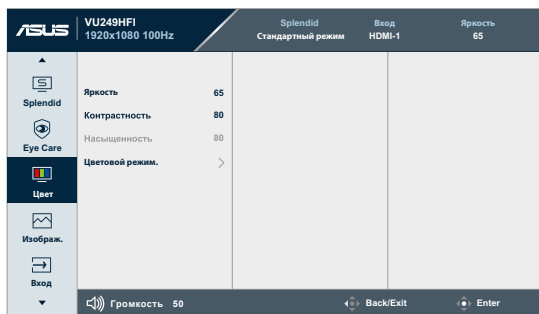 ASUS
VU249HFI
1920x1080 100Hz
Splendid
Стандартный режим
Вход
HDMI-1
Яркость
65
Splendid
Eye Care
Цвет
Изображ.
Вход
Яркость 65
Контрастность 80
Насыщенность 80
Цветовой режим.
Громкость 50
Back/Exit
Enter